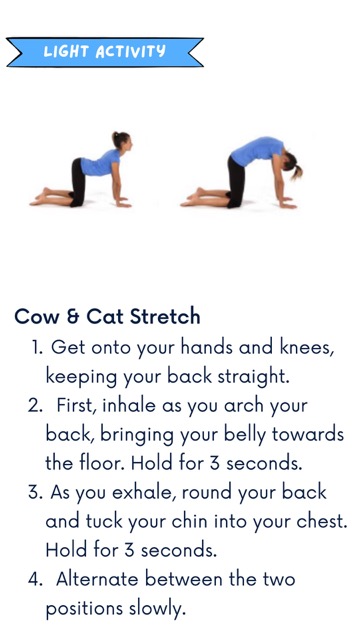 LIGHT ACTIVITY
Cow & Cat Stretch
1. Get onto your hands and knees,
keeping your back straight.
2. First, inhale as you arch your
back, bringing your belly towards
the floor. Hold for 3 seconds.
3. As you exhale, round your back
and tuck your chin into your chest.
Hold for 3 seconds.
4. Alternate between the two
positions slowly.